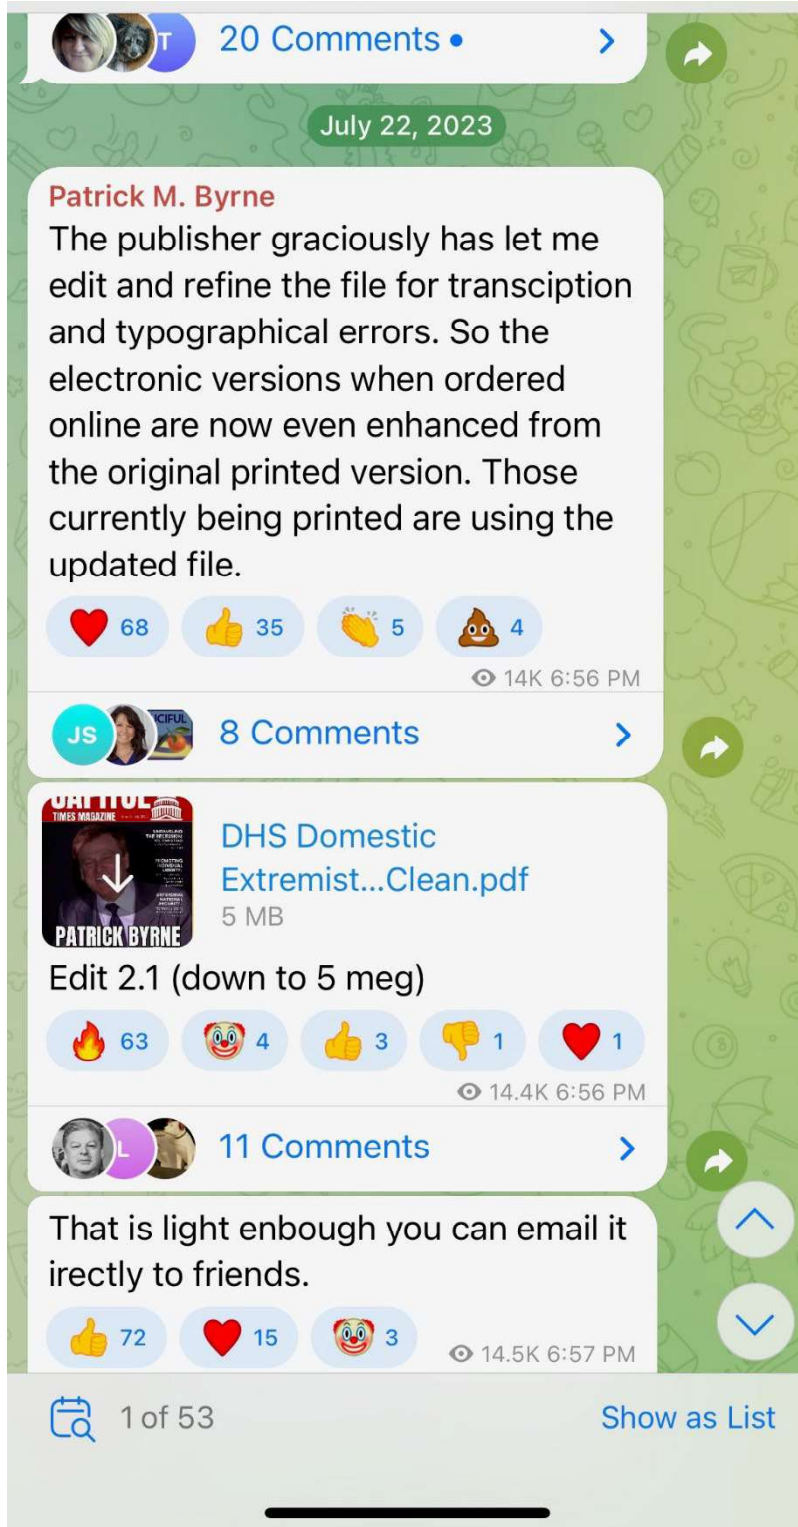 T
20 Comments •
July 22, 2023
Patrick M. Byrne
The publisher graciously has let me
edit and refine the file for transciption
and typographical errors. So the
electronic versions when ordered
online are now even enhanced from
the original printed version. Those
currently being printed are using the
updated file.
68 35 5 4
14K 6:56 PM
JS
8 Comments
CAPITOL
TIMES MAGAZINE
PATRICK BYRNE
DHS Domestic
Extremist...Clean.pdf
5 MB
Edit 2.1 (down to 5 meg)
63 4 3 1 1
14.4K 6:56 PM
L
11 Comments
That is light enbough you can email it
irectly to friends.
72 15 3
14.5K 6:57 PM
1 of 53
Show as List